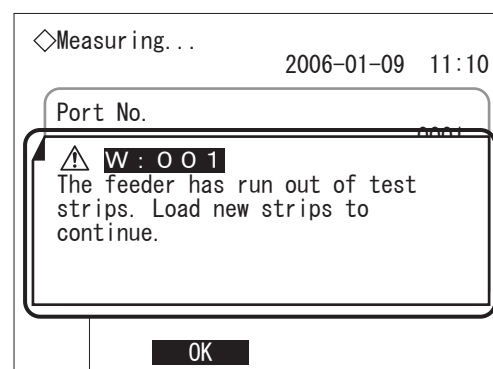 ◇Measuring...
2006-01-09 11:10
Port No.
W:001
The feeder has run out of test
strips. Load new strips to
continue.
OK